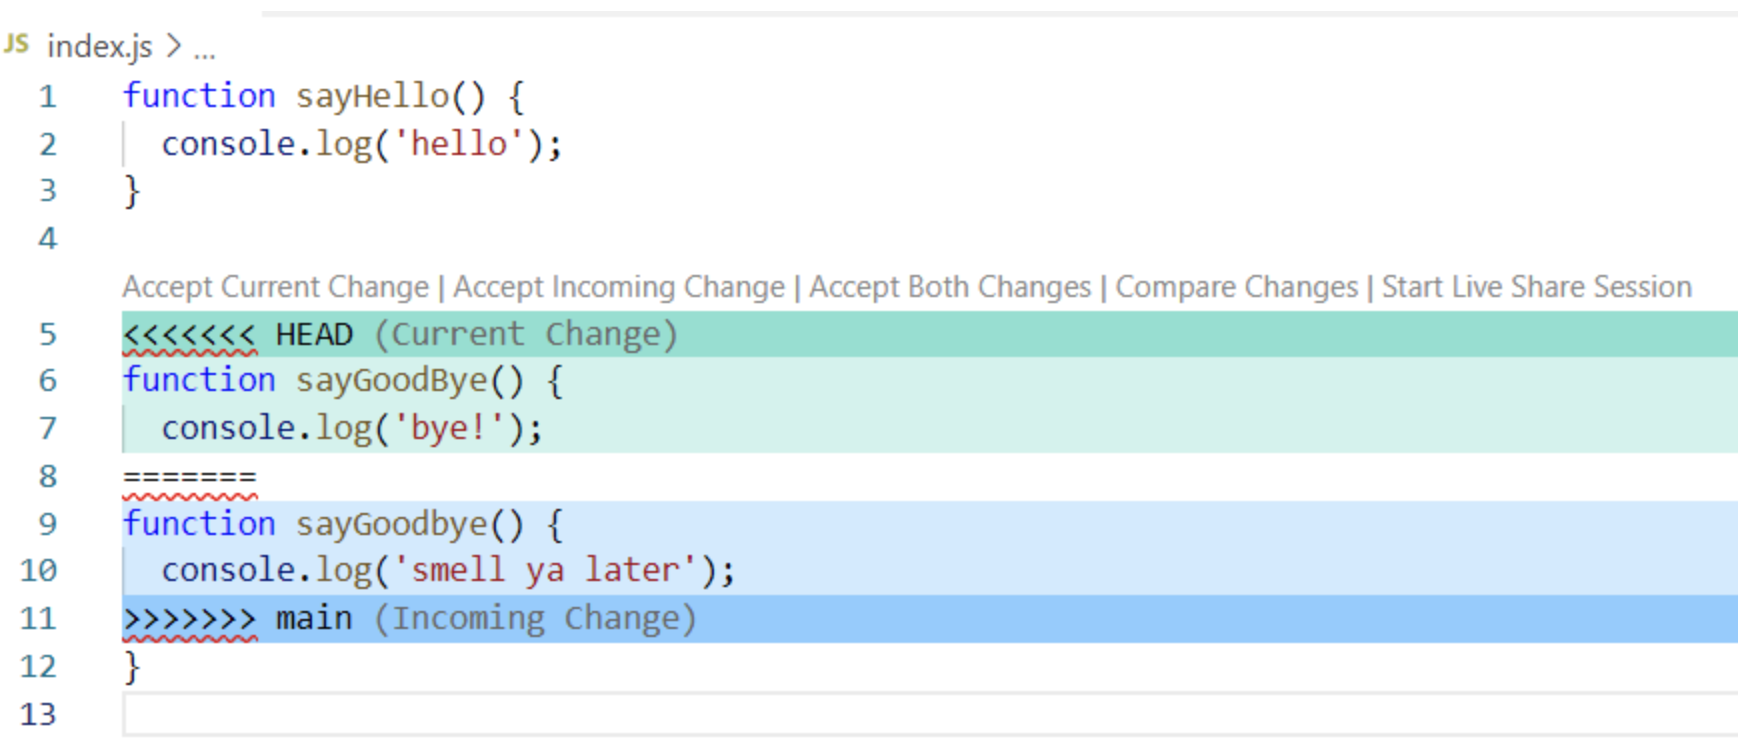 JS index.js > ...
1 function sayHello() {
2   console.log('hello');
3 }
4
Accept Current Change | Accept Incoming Change | Accept Both Changes | Compare Changes | Start Live Share Session
5 <<<<<<< HEAD (Current Change)
6 function sayGoodBye() {
7   console.log('bye!');
8 =======
9 function sayGoodbye() {
10   console.log('smell ya later');
11 >>>>>>> main (Incoming Change)
12 }
13